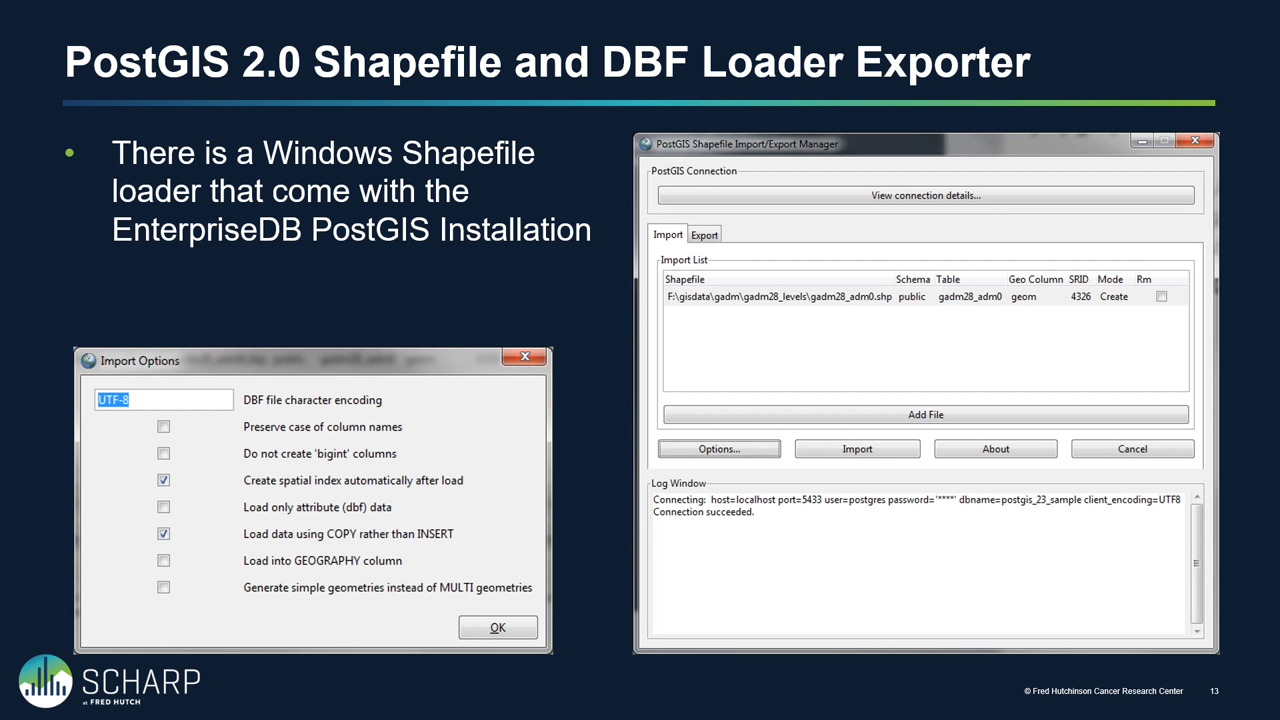 PostGIS 2.0 Shapefile and DBF Loader Exporter
• There is a Windows Shapefile
loader that come with the
EnterpriseDB PostGIS Installation
PostGIS Shapefile Import/Export Manager
PostGIS Connection
View connection details...
Import Export
Import List
Shapefile Schema Table Geo Column SRID Mode Rm
F:\gisdata\gadm\gadm28_levels\gadm28_adm0.shp public gadm28_adm0 geom 4326 Create
Add File
Options... Import About Cancel
Log Window
Connecting: host=localhost port=5433 user=postgres password='****' dbname=postgis_23_sample client_encoding=UTF8
Connection succeeded.
Import Options
UTF-8 DBF file character encoding
Preserve case of column names
Do not create 'bigint' columns
Create spatial index automatically after load
Load only attribute (dbf) data
Load data using COPY rather than INSERT
Load into GEOGRAPHY column
Generate simple geometries instead of MULTI geometries
OK
SCHARP
at FRED HUTCH
© Fred Hutchinson Cancer Research Center 13